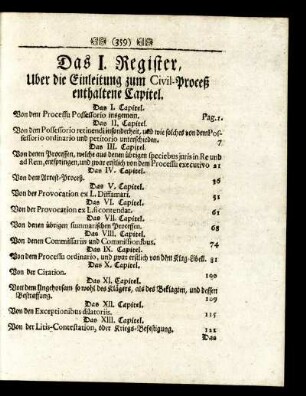 (359)
Das I. Register,
Uber die Einleitung zum Civil-Proceß
enthaltene Capitel.
Das I. Capitel.
Von dem Processu Possessorio insgemein. Pag. 1.
Das II. Capitel.
Von dem Possessorio retinendi insonderheit, und wie solches von dem Pos-
sessorio ordinario und petitorio unterschieden. 7
Das III. Capitel.
Von denen Processen, welche aus denen übrigen speciebus juris in Re und
ad Rem, entspringen, und zwar erstlich von dem Processu executivo 21
Das IV. Capitel.
Von dem Arrest-Proceß. 36
Das V. Capitel.
Von der Provocation ex L. Diffamari. 51
Das VI. Capitel.
Von der Provocation ex L. si contendat. 61
Das VII. Capitel.
Von denen übrigen summarischen Processen. 68
Das VIII. Capitel.
Von denen Commissariis und Commissionibus. 74
Das IX. Capitel.
Von dem Processu ordinario, und zwar erstlich von dem Klag-Libell. 81
Das X. Capitel.
Von der Citation. 100
Das XI. Capitel.
Von dem Ungehorsam so wohl des Klägers, als des Beklagten, und dessen
Bestraffung. 109
Das XII. Capitel.
Von den Exceptionibus dilatoriis. 115
Das XIII. Capitel.
Von der Litis-Contestation, oder Kriegs-Befestigung. 122
Das